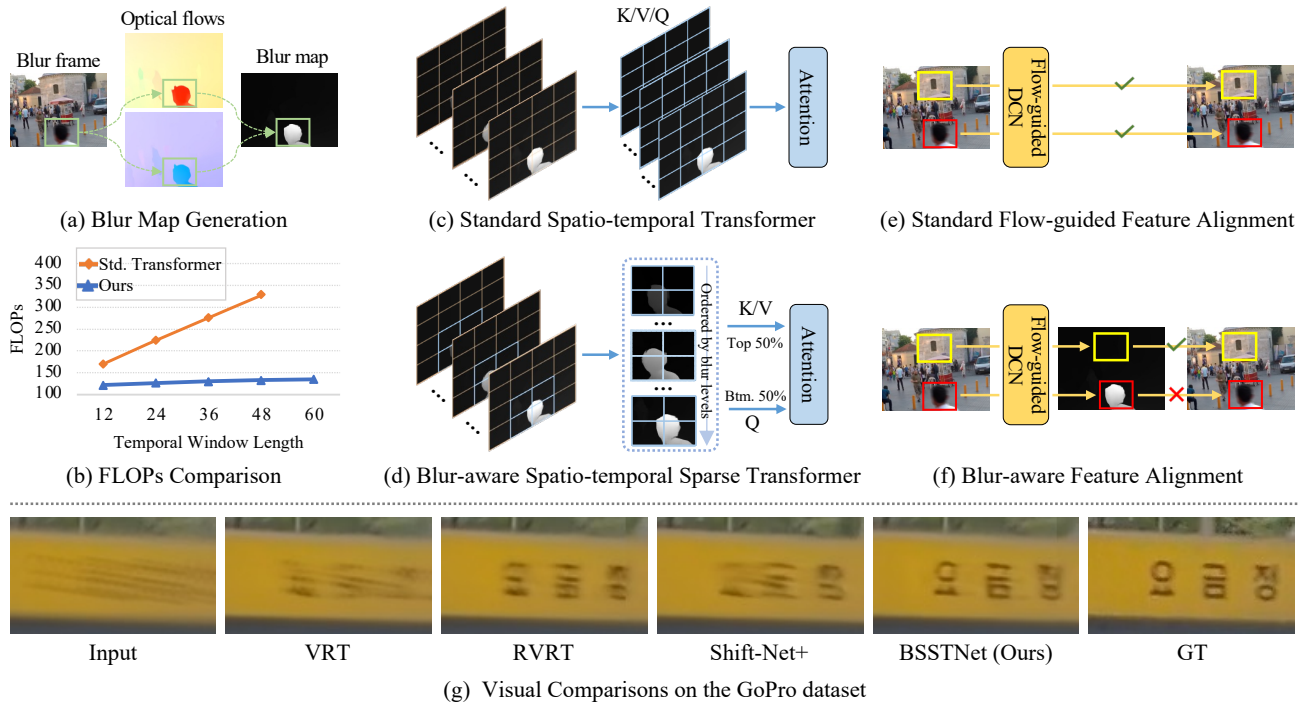 Optical flows
Blur frame
Blur map
(a) Blur Map Generation
K/V/Q
Attention
(c) Standard Spatio-temporal Transformer
Flow-guided
DCN
(e) Standard Flow-guided Feature Alignment
400
350
300
250
200
150
100
FLOPs
Std. Transformer
Ours
12 24 36 48 60
Temporal Window Length
(b) FLOPs Comparison
Ordered by blur levels
K/V
Top 50%
Btm. 50%
Q
Attention
(d) Blur-aware Spatio-temporal Sparse Transformer
Flow-guided
DCN
(f) Blur-aware Feature Alignment
Input
VRT
RVRT
Shift-Net+
BSSTNet (Ours)
GT
(g) Visual Comparisons on the GoPro dataset